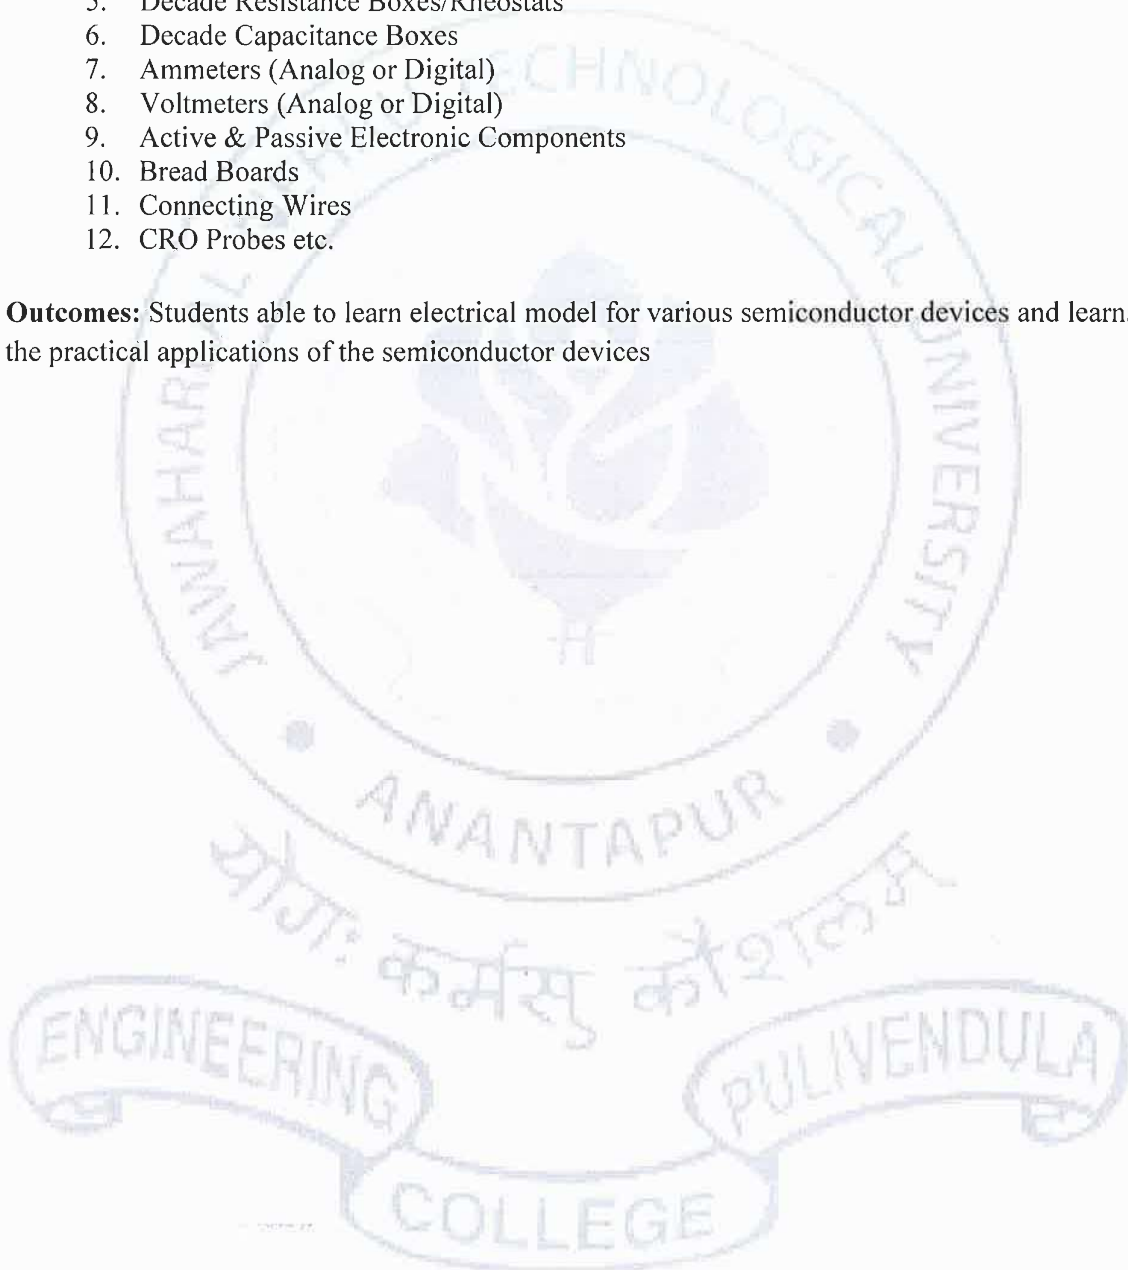 5. Decade Resistance Boxes/Rheostats
6. Decade Capacitance Boxes
7. Ammeters (Analog or Digital)
8. Voltmeters (Analog or Digital)
9. Active & Passive Electronic Components
10. Bread Boards
11. Connecting Wires
12. CRO Probes etc.
Outcomes: Students able to learn electrical model for various semiconductor devices and learn
the practical applications of the semiconductor devices
JAWAHARLAL NEHRU TECHNOLOGICAL UNIVERSITY
ANANTAPUR
योगः कर्मसु कौशलम
ENGINEERING
PULIVENDULA
COLLEGE